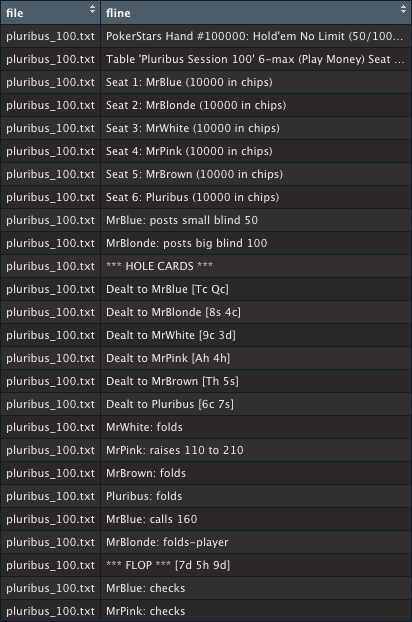 file fline
pluribus_100.txt PokerStars Hand #100000: Hold'em No Limit (50/100...
pluribus_100.txt Table 'Pluribus Session 100' 6-max (Play Money) Seat ...
pluribus_100.txt Seat 1: MrBlue (10000 in chips)
pluribus_100.txt Seat 2: MrBlonde (10000 in chips)
pluribus_100.txt Seat 3: MrWhite (10000 in chips)
pluribus_100.txt Seat 4: MrPink (10000 in chips)
pluribus_100.txt Seat 5: MrBrown (10000 in chips)
pluribus_100.txt Seat 6: Pluribus (10000 in chips)
pluribus_100.txt MrBlue: posts small blind 50
pluribus_100.txt MrBlonde: posts big blind 100
pluribus_100.txt *** HOLE CARDS ***
pluribus_100.txt Dealt to MrBlue [Tc Qc]
pluribus_100.txt Dealt to MrBlonde [8s 4c]
pluribus_100.txt Dealt to MrWhite [9c 3d]
pluribus_100.txt Dealt to MrPink [Ah 4h]
pluribus_100.txt Dealt to MrBrown [Th 5s]
pluribus_100.txt Dealt to Pluribus [6c 7s]
pluribus_100.txt MrWhite: folds
pluribus_100.txt MrPink: raises 110 to 210
pluribus_100.txt MrBrown: folds
pluribus_100.txt Pluribus: folds
pluribus_100.txt MrBlue: calls 160
pluribus_100.txt MrBlonde: folds-player
pluribus_100.txt *** FLOP *** [7d 5h 9d]
pluribus_100.txt MrBlue: checks
pluribus_100.txt MrPink: checks